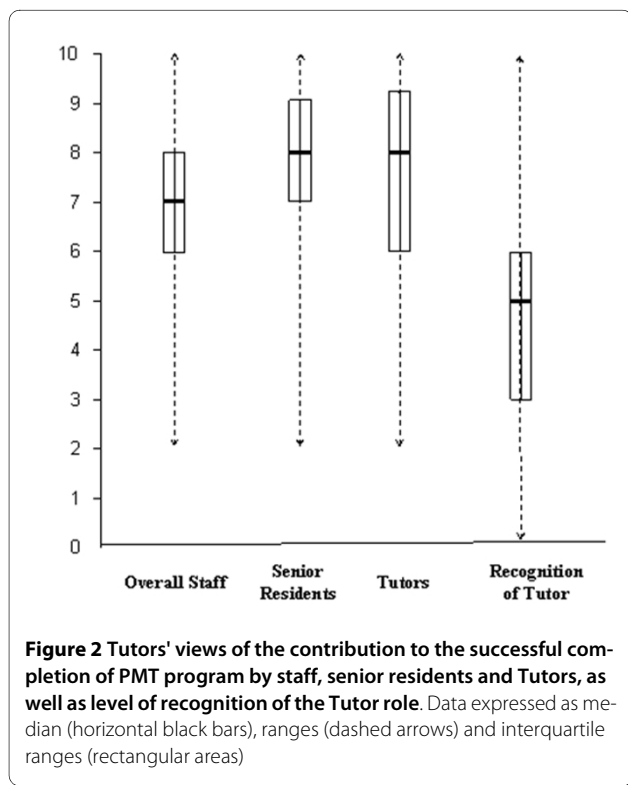 10
9
8
7
6
5
4
3
2
1
0
Overall Staff
Senior
Residents
Tutors
Recognition
of Tutor
Figure 2 Tutors' views of the contribution to the successful com-
pletion of PMT program by staff, senior residents and Tutors, as
well as level of recognition of the Tutor role. Data expressed as me-
dian (horizontal black bars), ranges (dashed arrows) and interquartile
ranges (rectangular areas)